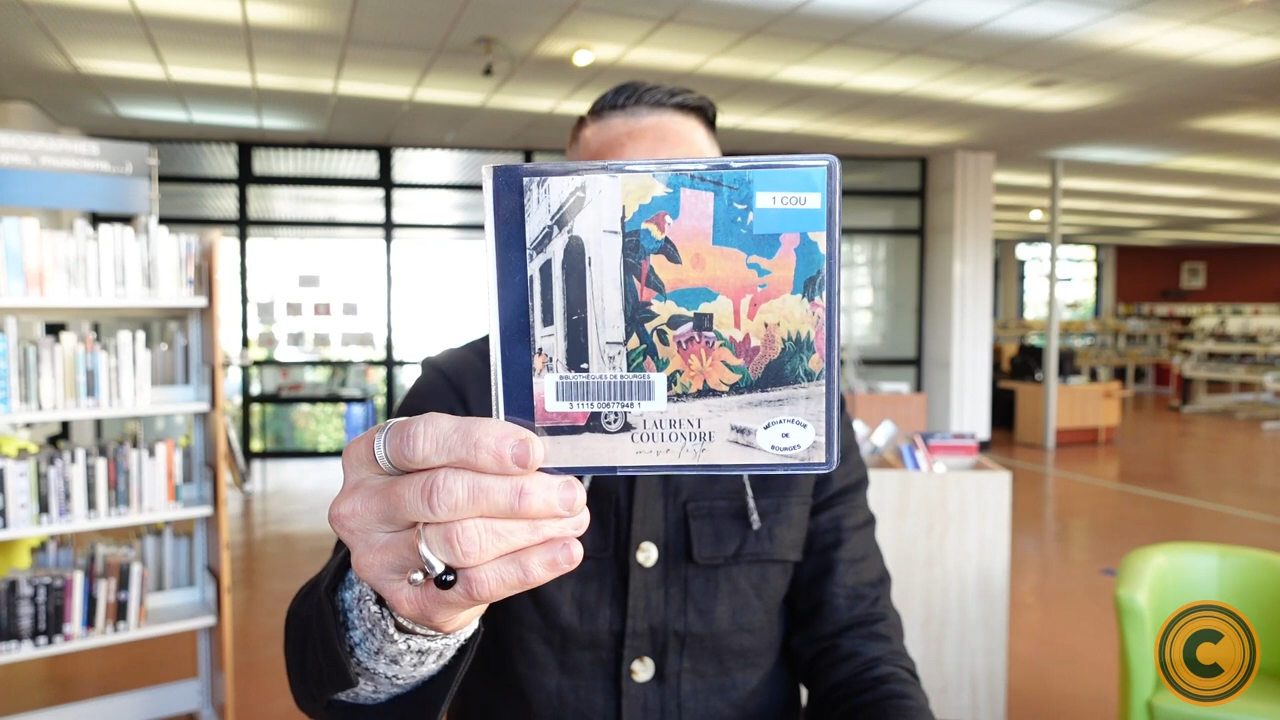 1 COU
BIBLIOTHÈQUES DE BOURGES
3 1115 00677948 1
LAURENT
COULONDRE
MÉDIATHÈQUE
DE
BOURGES
C